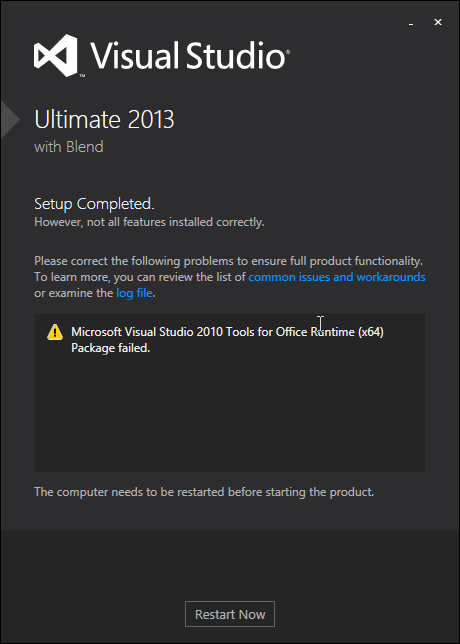 Visual Studio®
™
Ultimate 2013
with Blend
Setup Completed.
However, not all features installed correctly.
Please correct the following problems to ensure full product functionality.
To learn more, you can review the list of common issues and workarounds
or examine the log file.
Microsoft Visual Studio 2010 Tools for Office Runtime (x64)
Package failed.
The computer needs to be restarted before starting the product.
Restart Now